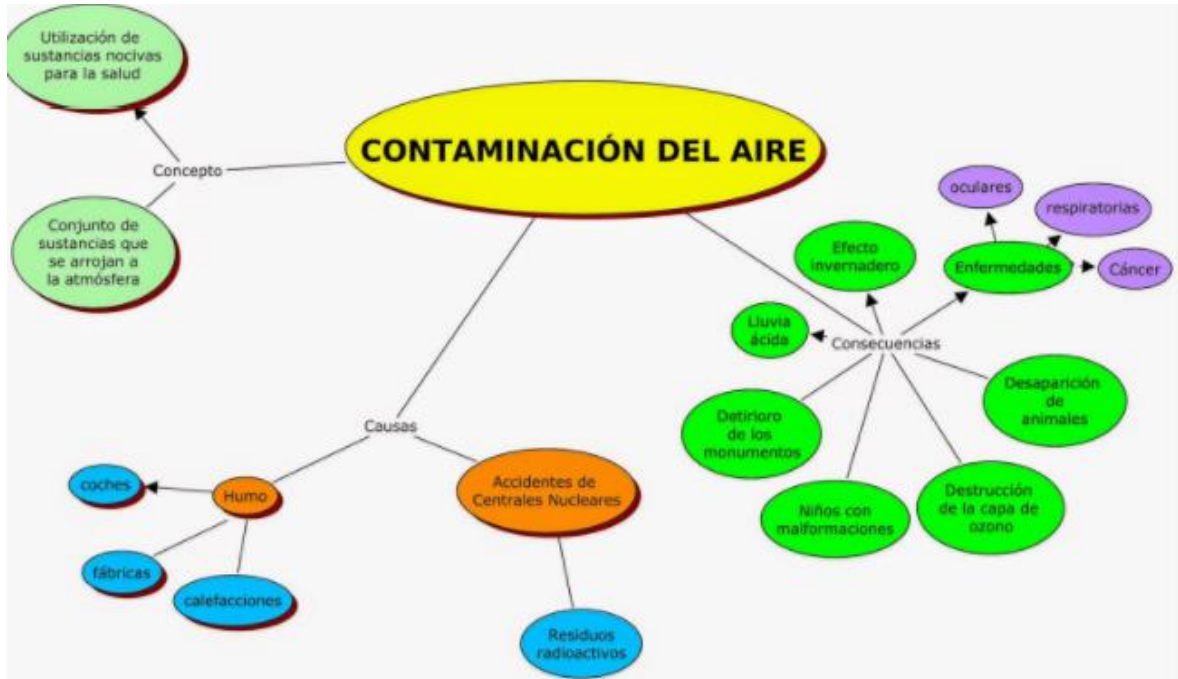 Utilización de
sustancias nocivas
para la salud
CONTAMINACIÓN DEL AIRE
Concepto
Conjunto de
sustancias que
se arrojan a
la atmósfera
oculares
respiratorias
Efecto
invernadero
Enfermedades
Cáncer
Lluvia
ácida
Consecuencias
Desaparición
de
animales
Detirioro
de los
monumentos
Niños con
malformaciones
Destrucción
de la capa de
ozono
Causas
coches
Humo
Accidentes de
Centrales Nucleares
fábricas
calefacciones
Residuos
radioactivos